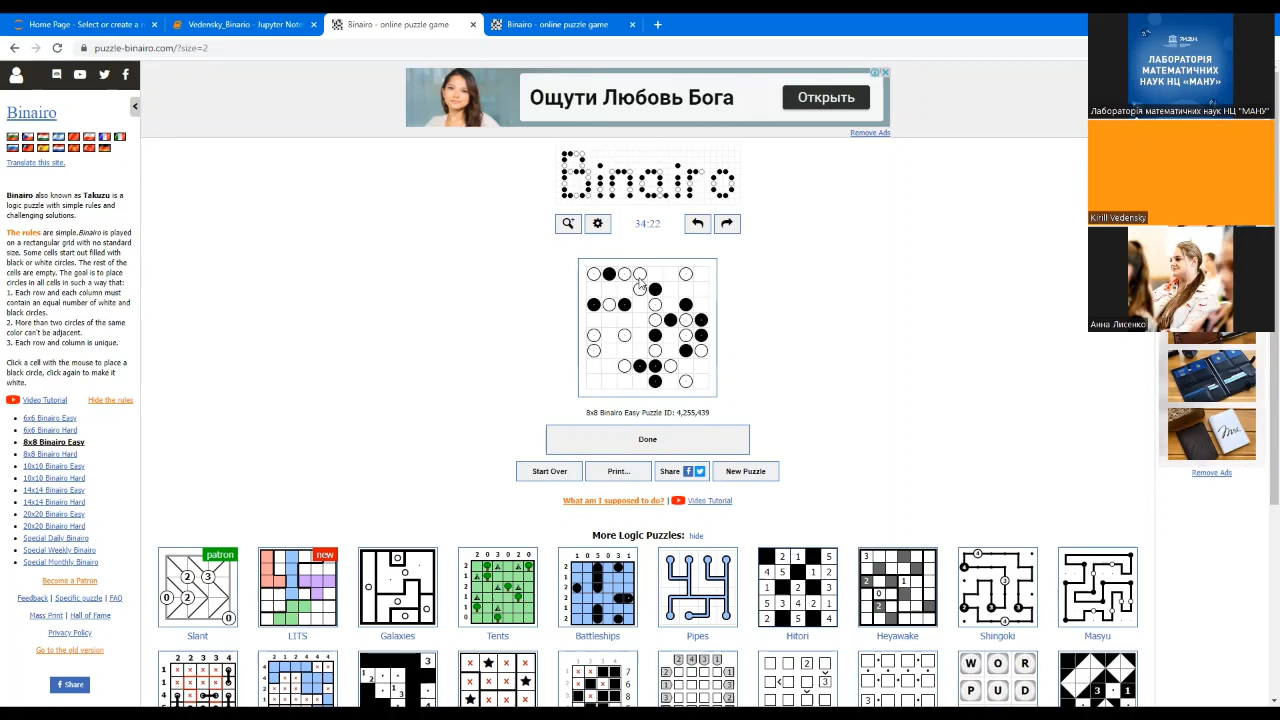 Home Page - Select or create a n
Vedensky_Binario - Jupyter Note
Binairo - online puzzle game
Binairo - online puzzle game
puzzle-binairo.com/?size=2
Ощути Любовь Бога
Открыть
Remove Ads
ЛАБОРАТОРІЯ
МАТЕМАТИЧНИХ
НАУК НЦ «МАНУ»
Лабораторія математичних наук НЦ "МАНУ"
Kirill Vedensky
Анна Лисенко
Binairo
Translate this site.
Binairo also known as Takuzu is a
logic puzzle with simple rules and
challenging solutions.
The rules are simple.Binairo is played
on a rectangular grid with no standard
size. Some cells start out filled with
black or white circles. The rest of the
cells are empty. The goal is to place
circles in all cells in such a way that:
1. Each row and each column must
contain an equal number of white and
black circles.
2. More than two circles of the same
color can't be adjacent.
3. Each row and column is unique.
Click a cell with the mouse to place a
black circle, click again to make it
white.
Video Tutorial
Hide the rules
6x6 Binairo Easy
6x6 Binairo Hard
8x8 Binairo Easy
8x8 Binairo Hard
10x10 Binairo Easy
10x10 Binairo Hard
14x14 Binairo Easy
14x14 Binairo Hard
20x20 Binairo Easy
20x20 Binairo Hard
Special Daily Binairo
Special Weekly Binairo
Special Monthly Binairo
Become a Patron
Feedback | Specific puzzle | FAQ
Mass Print | Hall of Fame
Privacy Policy
Go to the old version
Share
Binairo
34:22
8x8 Binairo Easy Puzzle ID: 4,255,439
Done
Start Over
Print...
Share
New Puzzle
What am I supposed to do? | Video Tutorial
Remove Ads
More Logic Puzzles: hide
patron
new
Slant
LITS
Galaxies
Tents
Battleships
Pipes
Hitori
Heyawake
Shingoki
Masyu
W O R
P U D